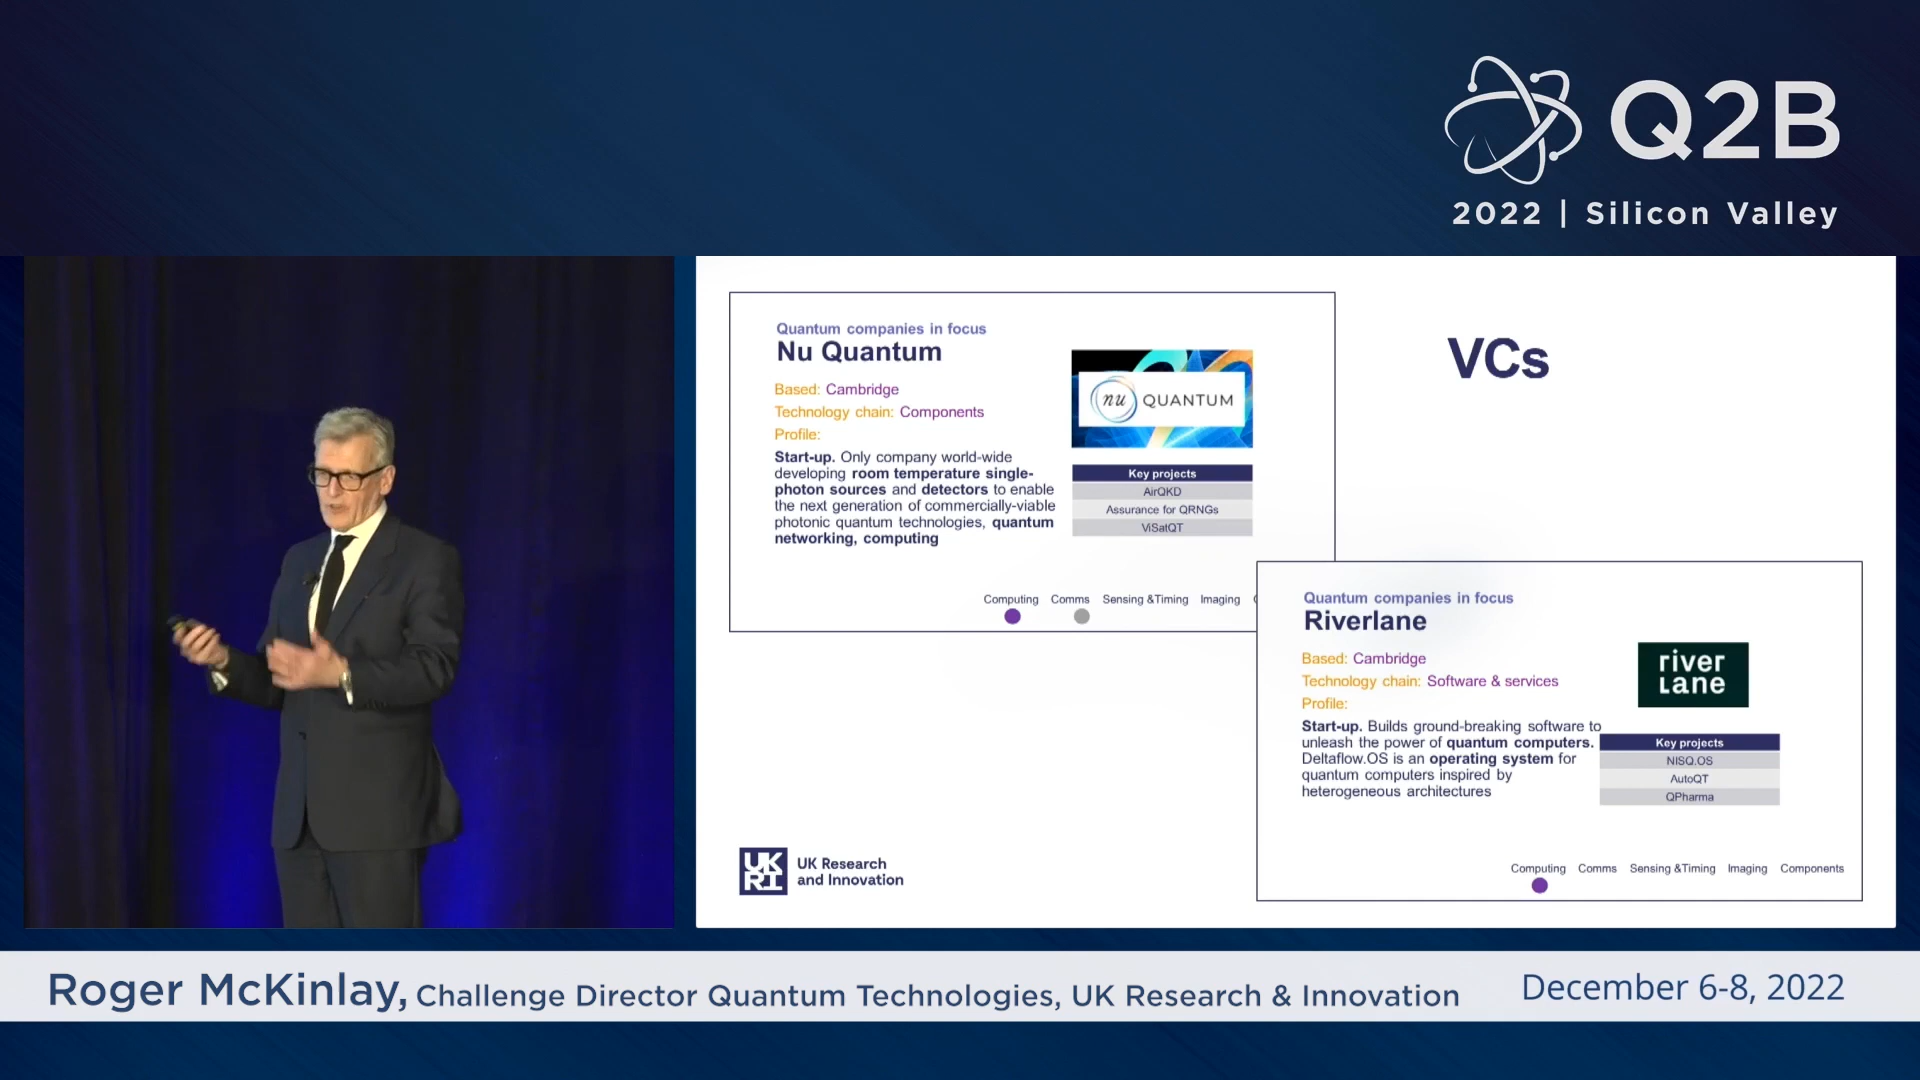 Q2B
2022 | Silicon Valley
Quantum companies in focus
Nu Quantum
Based: Cambridge
Technology chain: Components
Profile:
Start-up. Only company world-wide
developing room temperature single-
photon sources and detectors to enable
the next generation of commercially-viable
photonic quantum technologies, quantum
networking, computing
nu QUANTUM
Key projects
AirQKD
Assurance for QRNGs
ViSatQT
Computing Comms Sensing &Timing Imaging
VCs
Quantum companies in focus
Riverlane
Based: Cambridge
Technology chain: Software & services
Profile:
Start-up. Builds ground-breaking software to
unleash the power of quantum computers.
Deltaflow.OS is an operating system for
quantum computers inspired by
heterogeneous architectures
river
Lane
Key projects
NISQ.OS
AutoQT
QPharma
Computing Comms Sensing &Timing Imaging Components
UK
RI
UK Research
and Innovation
Roger McKinlay, Challenge Director Quantum Technologies, UK Research & Innovation
December 6-8, 2022